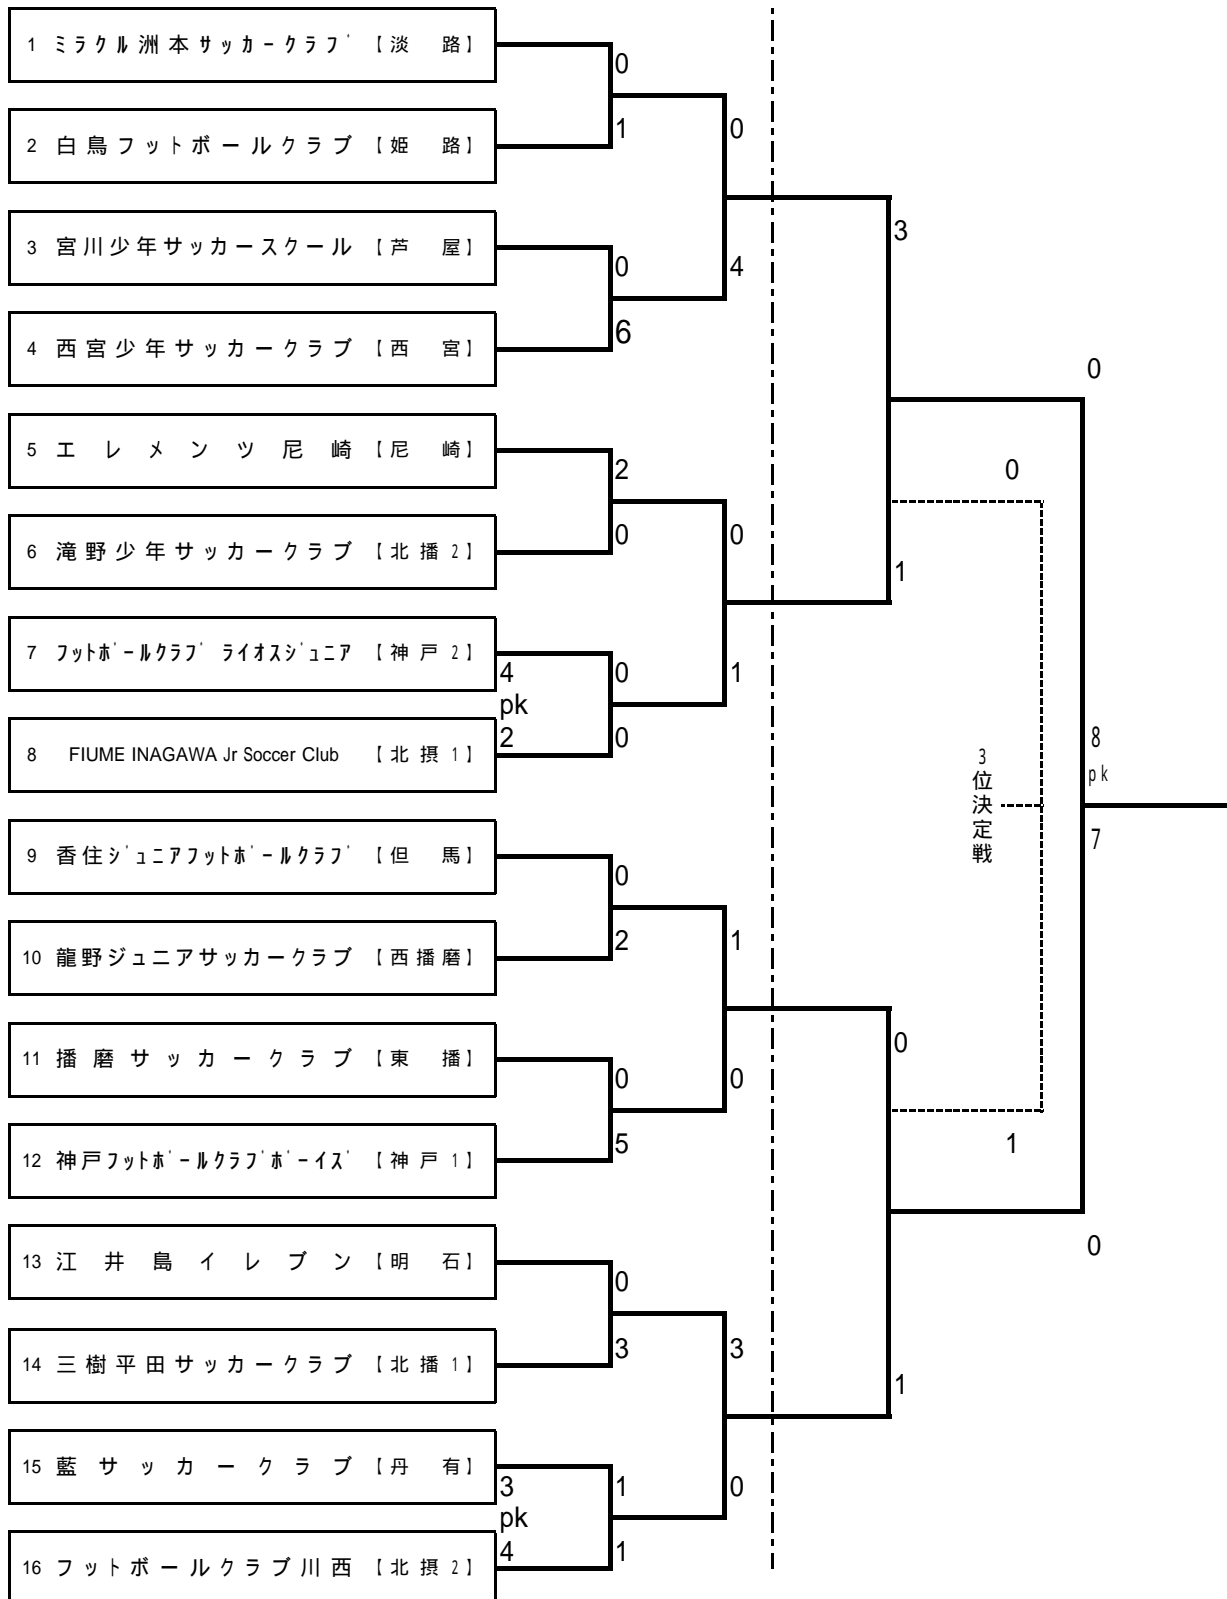 1 ミラクル洲本サッカークラブ 【淡 路】
0
1
0
2 白鳥フットボールクラブ 【姫 路】
3
3 宮川少年サッカースクール 【芦 屋】
0
4
6
4 西宮少年サッカークラブ 【西 宮】
0
5 エレメンツ尼崎 【尼 崎】
2
0
0
0
6 滝野少年サッカークラブ 【北播2】
1
7 フットボールクラブ ライオスジュニア 【神戸2】
4
pk
2
0
0
1
8 FIUME INAGAWA Jr Soccer Club 【北摂1】
3位決定戦
8
pk
7
9 香住ジュニアフットボールクラブ 【但 馬】
0
2
1
10 龍野ジュニアサッカークラブ 【西播磨】
0
11 播磨サッカークラブ 【東 播】
0
5
0
12 神戸フットボールクラブボーイズ 【神戸1】
1
0
13 江井島イレブン 【明 石】
0
3
3
14 三樹平田サッカークラブ 【北播1】
1
15 藍サッカークラブ 【丹 有】
3
pk
4
1
1
0
16 フットボールクラブ川西 【北摂2】